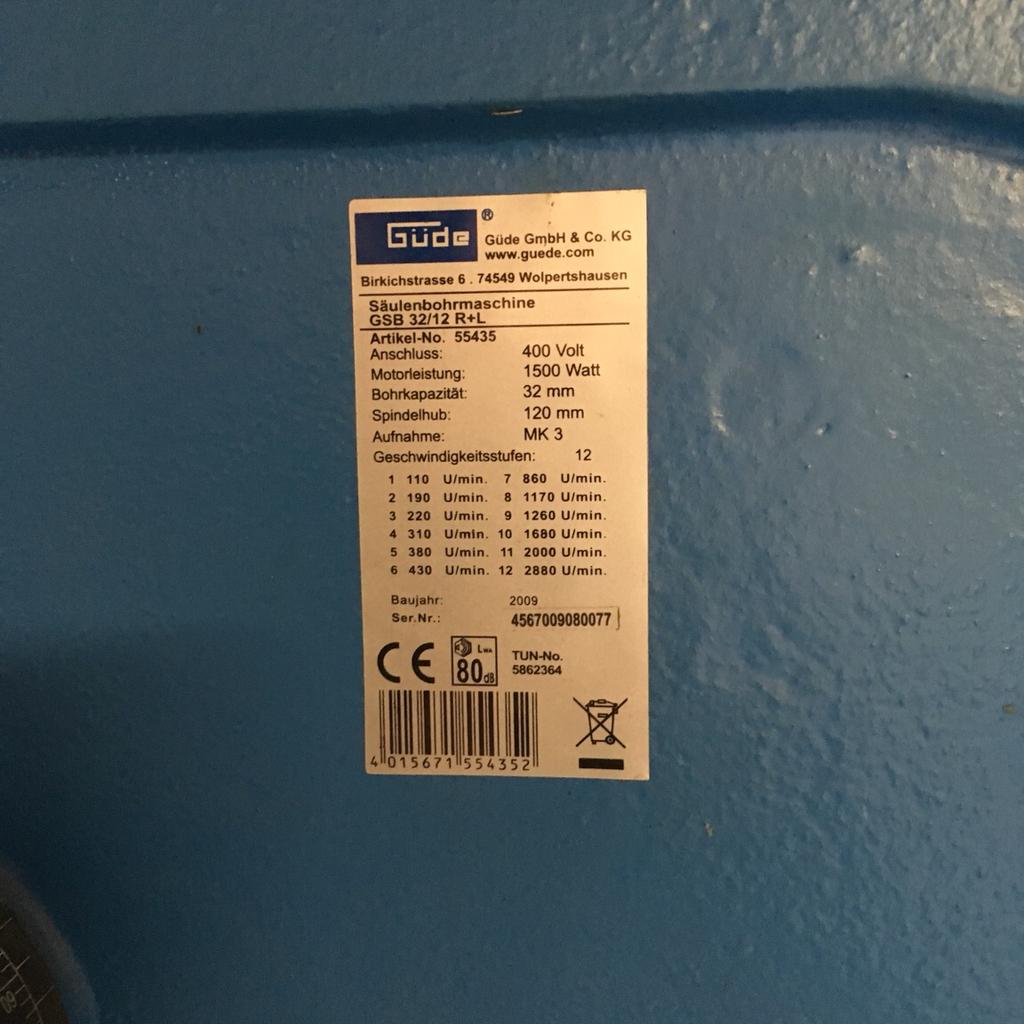 Güde ®
Güde GmbH & Co. KG
www.guede.com
Birkichstrasse 6 . 74549 Wolpertshausen
Säulenbohrmaschine
GSB 32/12 R+L
Artikel-No. 55435
Anschluss: 400 Volt
Motorleistung: 1500 Watt
Bohrkapazität: 32 mm
Spindelhub: 120 mm
Aufnahme: MK 3
Geschwindigkeitsstufen: 12
1 110 U/min. 7 860 U/min.
2 190 U/min. 8 1170 U/min.
3 220 U/min. 9 1260 U/min.
4 310 U/min. 10 1680 U/min.
5 380 U/min. 11 2000 U/min.
6 430 U/min. 12 2880 U/min.
Baujahr: 2009
Ser.Nr.: 4567009080077
CE
LWA
80 dB
TUN-No.
5862364
4 015671 554352